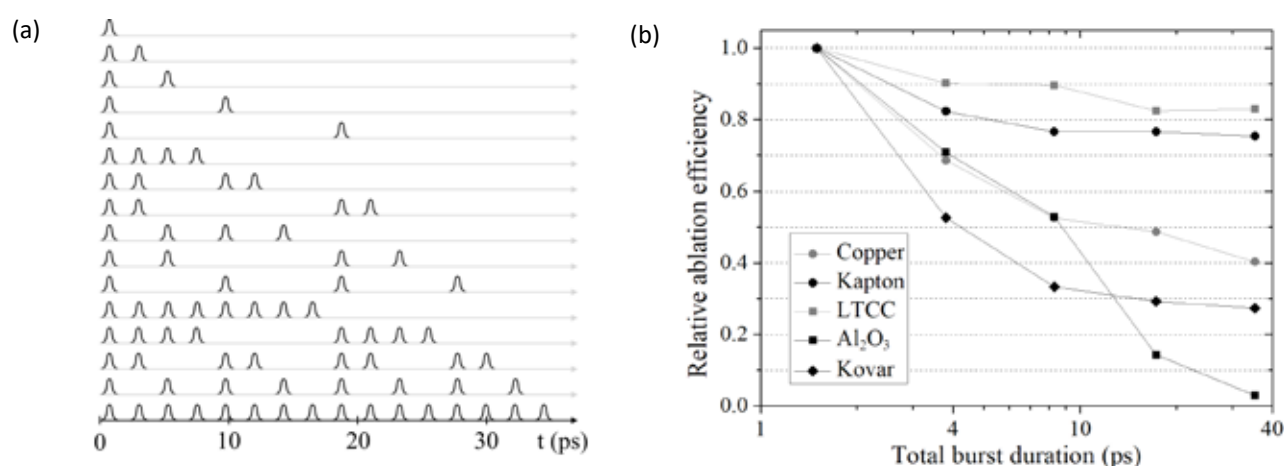 (a)
0
10
20
30
t (ps)
(b)
Relative ablation efficiency
1.0
0.8
0.6
0.4
0.2
0.0
Copper
Kapton
LTCC
Al₂O₃
Kovar
1
4
10
40
Total burst duration (ps)